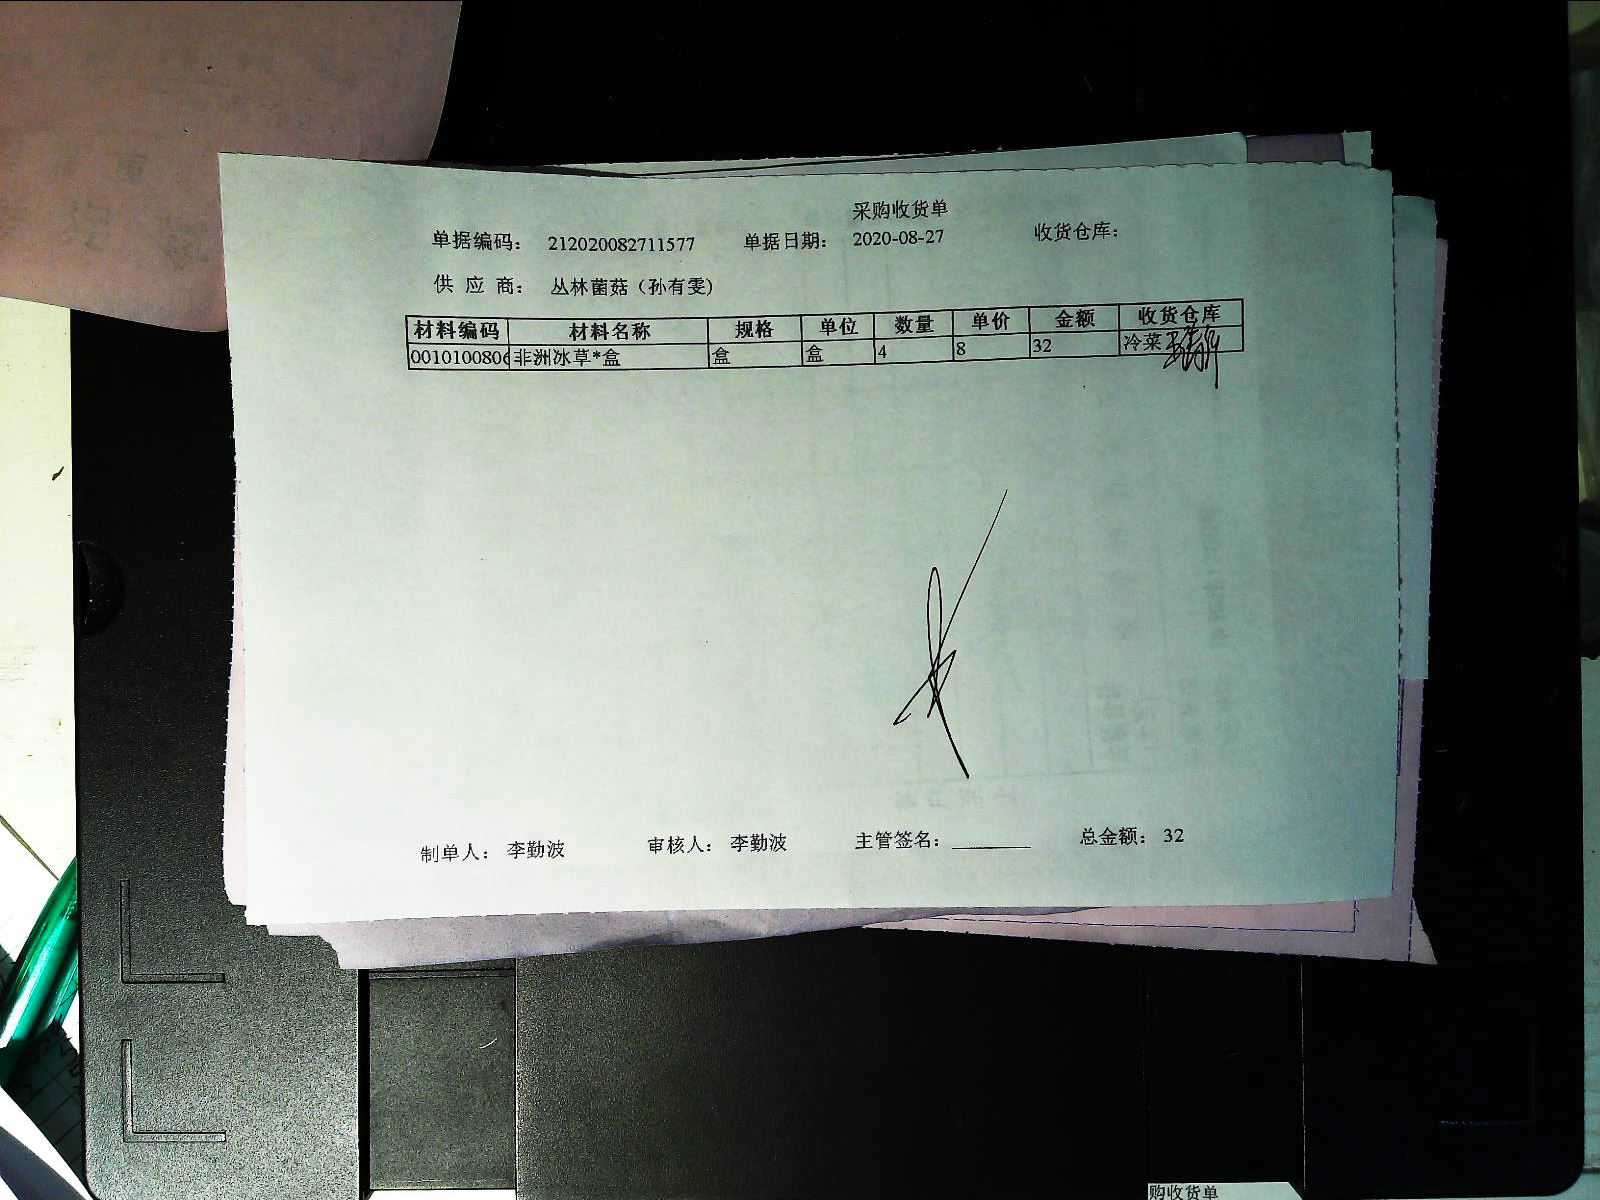 采购收货单
单据编码： 212020082711577 单据日期： 2020-08-27 收货仓库：
供 应 商： 丛林菌菇（孙有雯）
材料编码 材料名称 规格 单位 数量 单价 金额 收货仓库
0010100806 非洲冰草*盒 盒 盒 4 8 32 冷菜
制单人： 李勤波 审核人： 李勤波 主管签名： 总金额： 32
购收货单